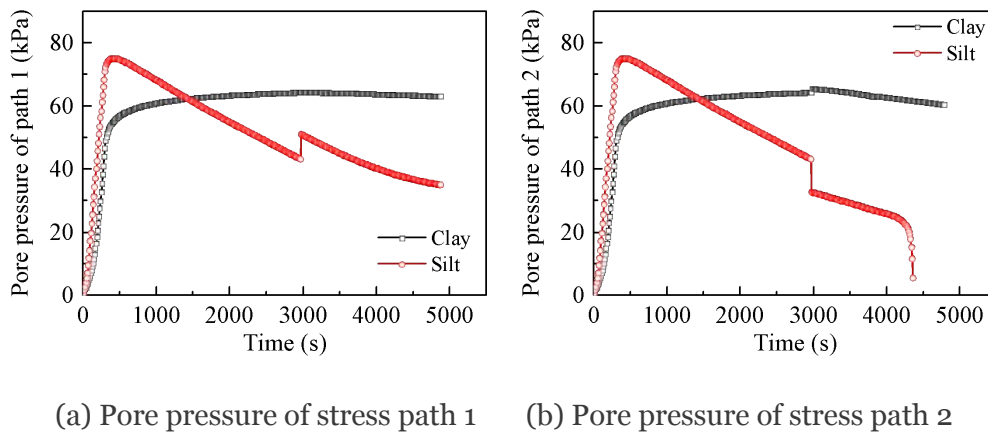 Pore pressure of path 1 (kPa)
80
60
40
20
0
Clay
Silt
0 1000 2000 3000 4000 5000
Time (s)
Pore pressure of path 2 (kPa)
80
60
40
20
0
Clay
Silt
0 1000 2000 3000 4000 5000
Time (s)
(a) Pore pressure of stress path 1
(b) Pore pressure of stress path 2